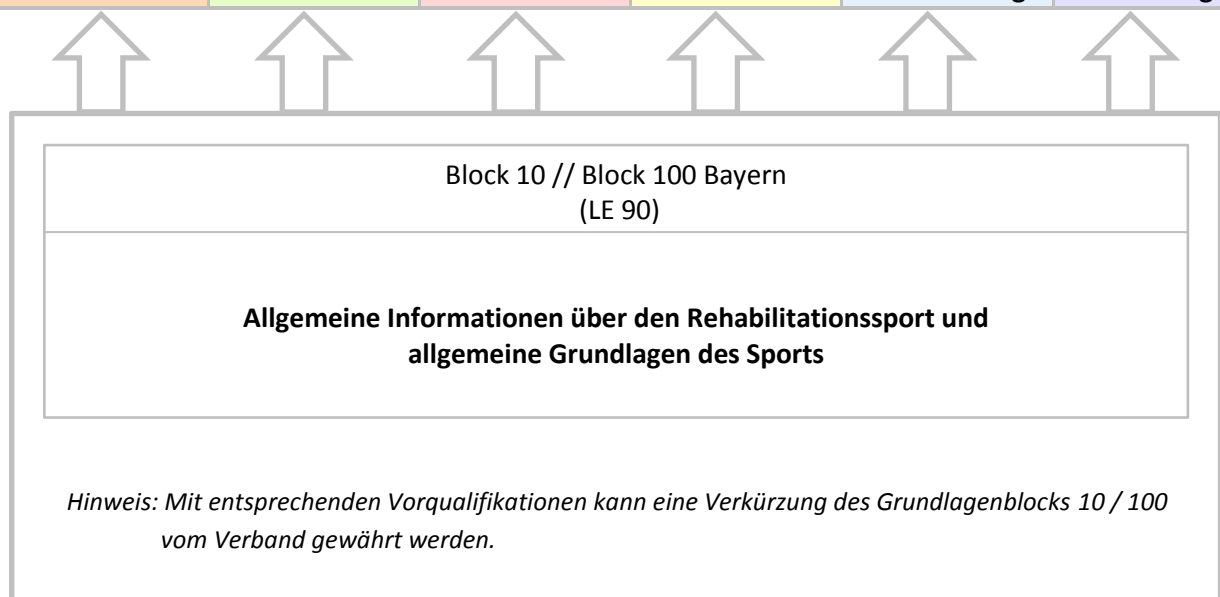 Block 10 // Block 100 Bayern
(LE 90)
Allgemeine Informationen über den Rehabilitationssport und
allgemeine Grundlagen des Sports
Hinweis: Mit entsprechenden Vorqualifikationen kann eine Verkürzung des Grundlagenblocks 10 / 100
vom Verband gewährt werden.